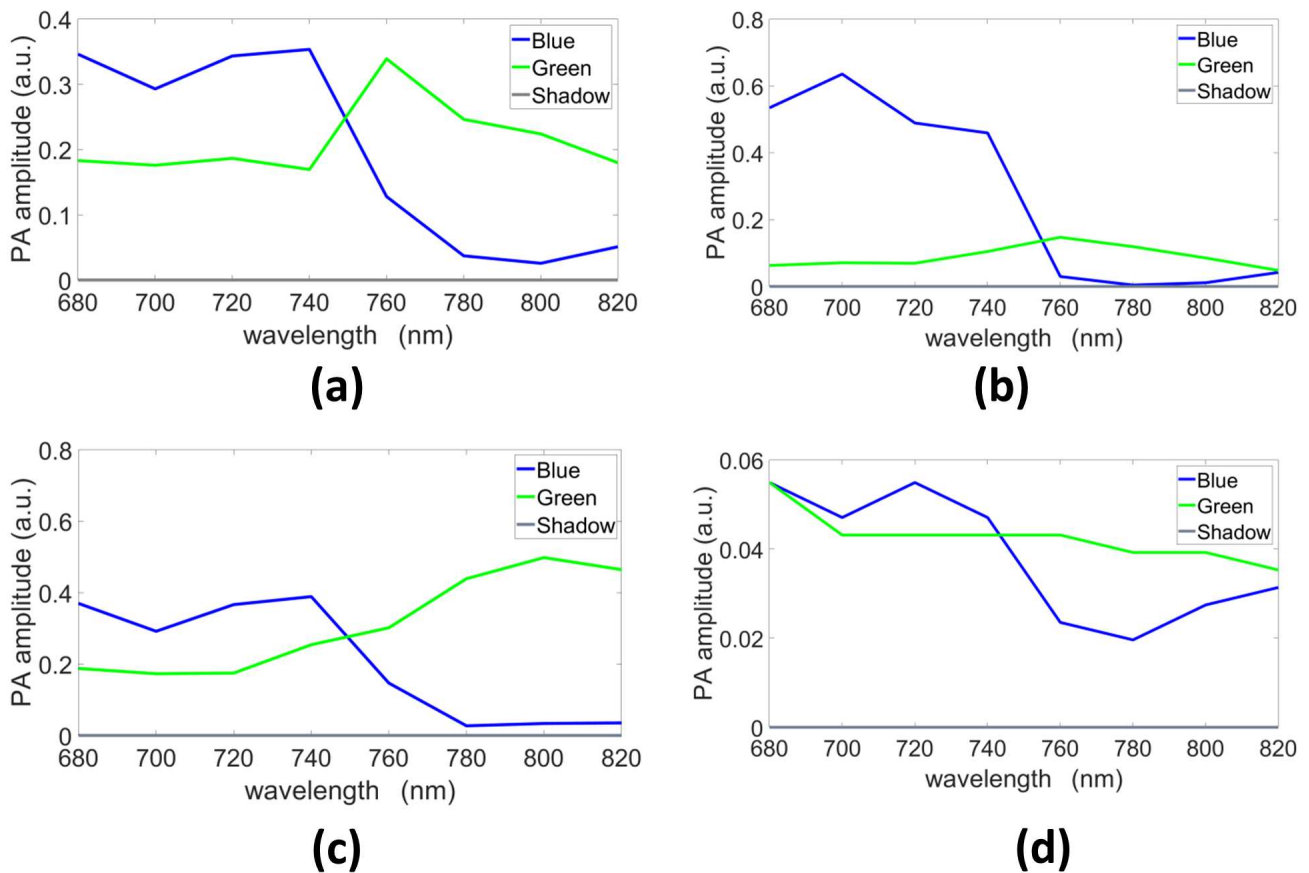 0.4
0.3
0.2
0.1
0
PA amplitude (a.u.)
Blue
Green
Shadow
680 700 720 740 760 780 800 820
wavelength (nm)
(a)
0.8
0.6
0.4
0.2
0
PA amplitude (a.u.)
Blue
Green
Shadow
680 700 720 740 760 780 800 820
wavelength (nm)
(b)
0.8
0.6
0.4
0.2
0
PA amplitude (a.u.)
Blue
Green
Shadow
680 700 720 740 760 780 800 820
wavelength (nm)
(c)
0.06
0.04
0.02
0
PA amplitude (a.u.)
Blue
Green
Shadow
680 700 720 740 760 780 800 820
wavelength (nm)
(d)